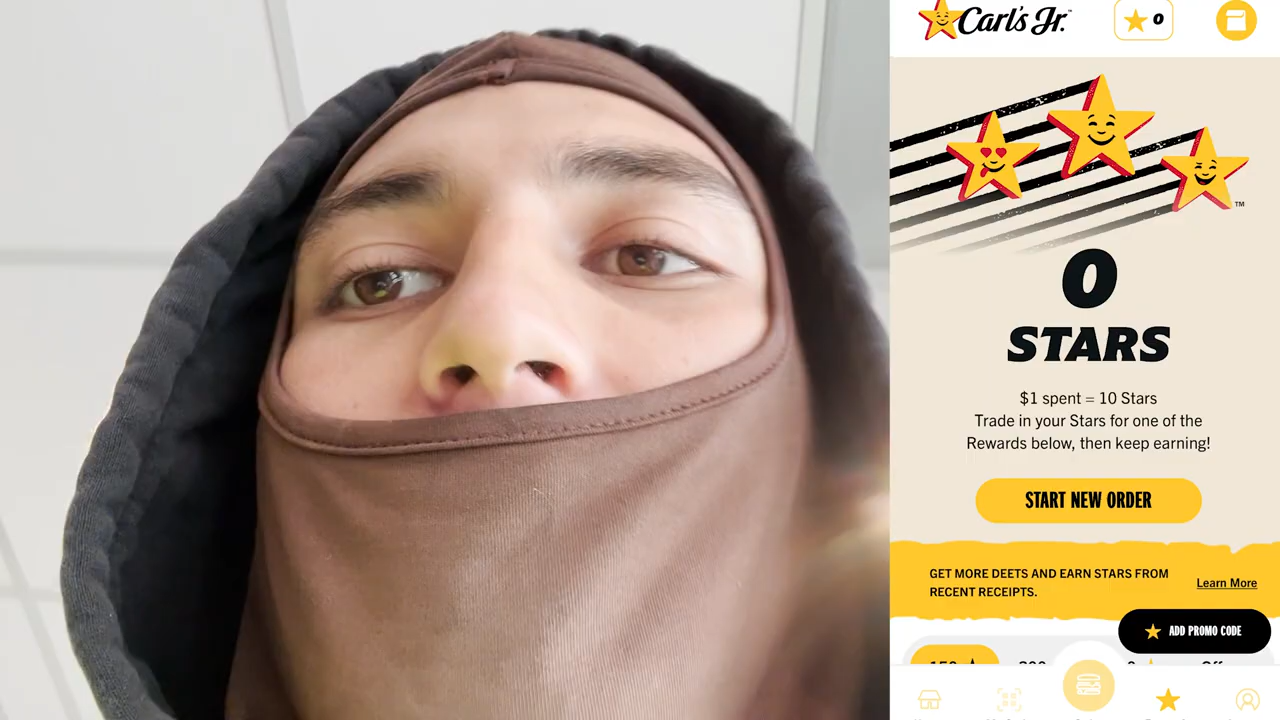 Carl's Jr.™
0
TM
0
STARS
$1 spent = 10 Stars
Trade in your Stars for one of the
Rewards below, then keep earning!
START NEW ORDER
GET MORE DEETS AND EARN STARS FROM
RECENT RECEIPTS.
Learn More
ADD PROMO CODE